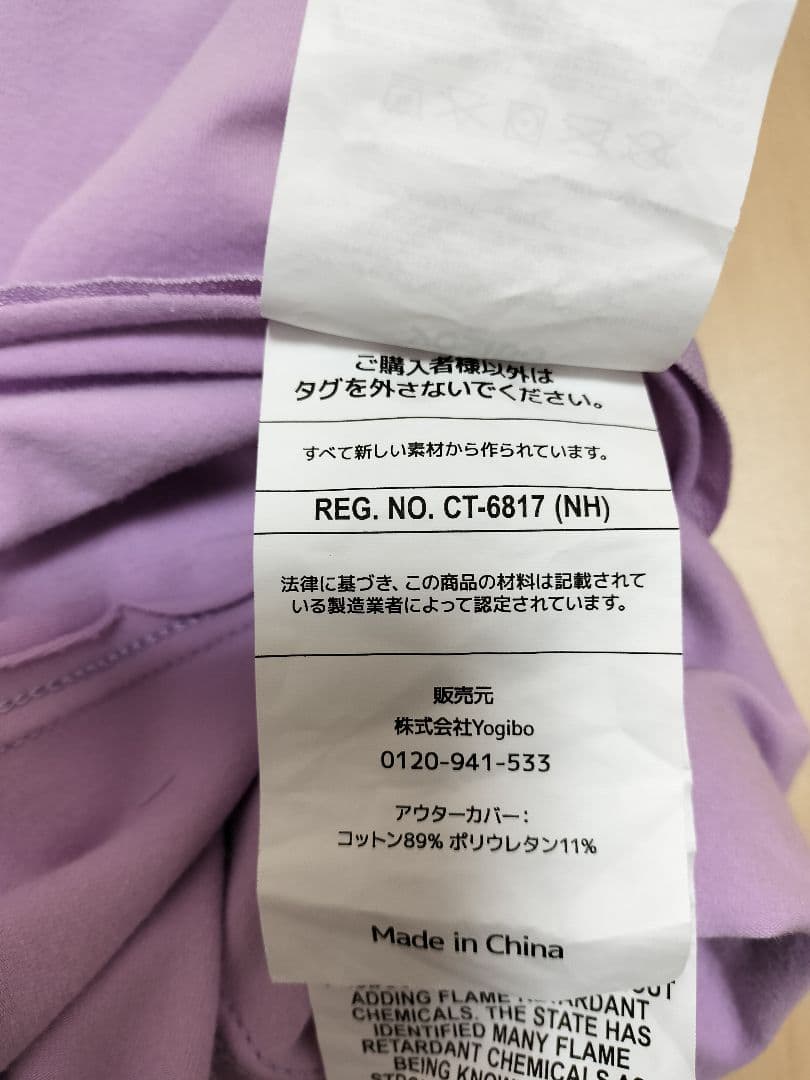 ご購入者様以外は
タグを外さないでください。
すべて新しい素材から作られています。
REG. NO. CT-6817 (NH)
法律に基づき、この商品の材料は記載されて
いる製造業者によって認定されています。
販売元
株式会社Yogibo
0120-941-533
アウターカバー：
コットン89% ポリウレタン11%
Made in China
ADDING FLAME RETARDANT
CHEMICALS. THE STATE HAS
IDENTIFIED MANY FLAME
RETARDANT CHEMICALS AS
BEING